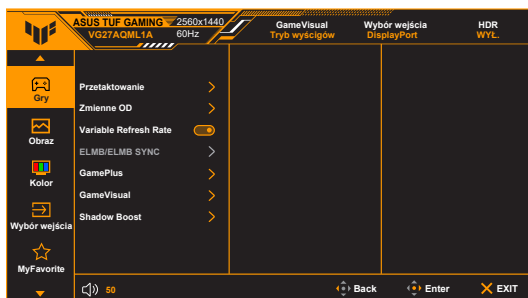 ASUS TUF GAMING 2560x1440
VG27AQML1A 60Hz
GameVisual
Tryb wyścigów
Wybór wejścia
DisplayPort
HDR
WYŁ.
Gry
Obraz
Kolor
Wybór wejścia
MyFavorite
Przetaktowanie
Zmienne OD
Variable Refresh Rate
ELMB/ELMB SYNC
GamePlus
GameVisual
Shadow Boost
50
Back
Enter
EXIT